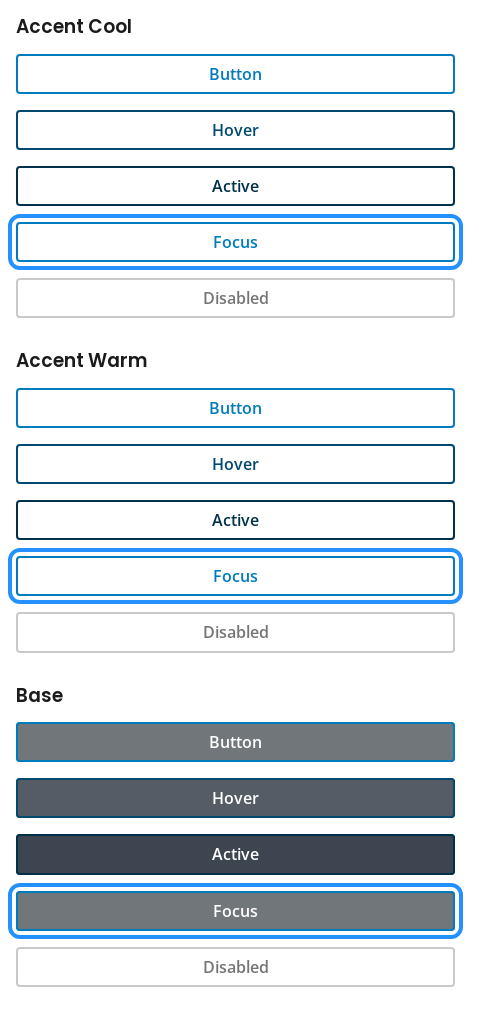 Accent Cool
Button
Hover
Active
Focus
Disabled
Accent Warm
Button
Hover
Active
Focus
Disabled
Base
Button
Hover
Active
Focus
Disabled